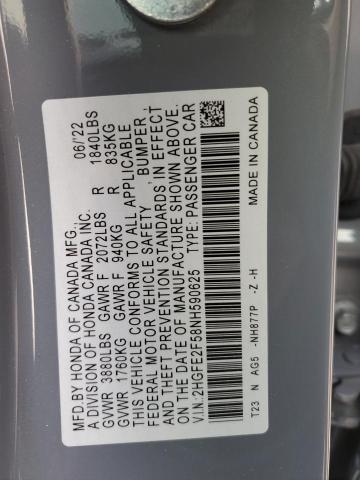 MFD.BY HONDA OF CANADA MFG., 06/22
A DIVISION OF HONDA CANADA INC.
GVWR 3880LBS GAWR F 2072LBS R 1840LBS
GVWR 1760KG GAWR F 940KG R 835KG
THIS VEHICLE CONFORMS TO ALL APPLICABLE
FEDERAL MOTOR VEHICLE SAFETY , BUMPER,
AND THEFT PREVENTION STANDARDS IN EFFECT
ON THE DATE OF MANUFACTURE SHOWN ABOVE.
V.I.N.:2HGFE2F58NH590625 TYPE: PASSENGER CAR
T23 N AG5 -NH877P -Z -H MADE IN CANADA